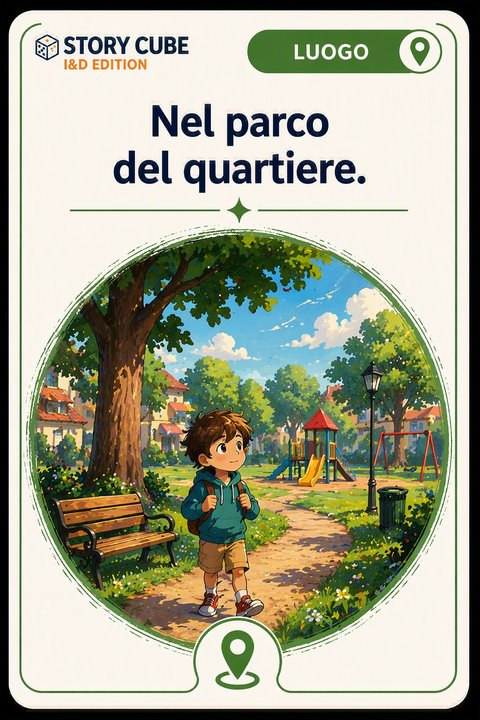 STORY CUBE
I&D EDITION
LUOGO
Nel parco
del quartiere.